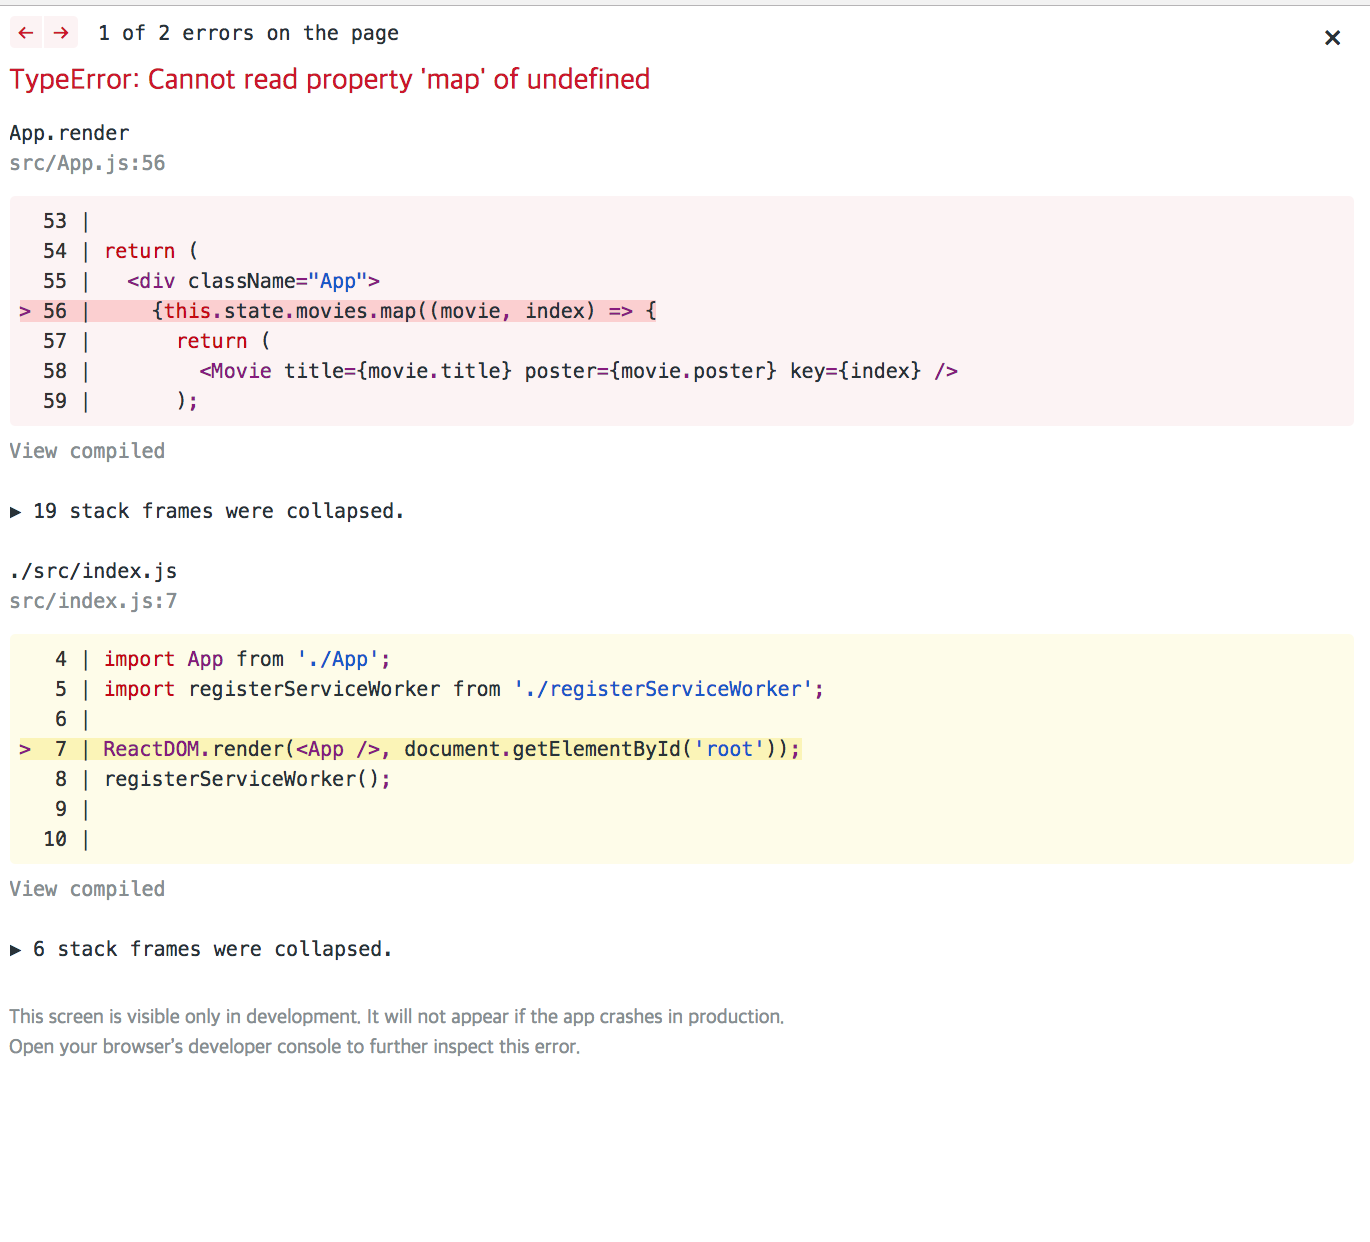 ← → 1 of 2 errors on the page ×
TypeError: Cannot read property 'map' of undefined
App.render
src/App.js:56
53 |
54 | return (
55 |   <div className="App">
> 56 |     {this.state.movies.map((movie, index) => {
57 |       return (
58 |         <Movie title={movie.title} poster={movie.poster} key={index} />
59 |       );
View compiled
▶ 19 stack frames were collapsed.
./src/index.js
src/index.js:7
4 | import App from './App';
5 | import registerServiceWorker from './registerServiceWorker';
6 |
> 7 | ReactDOM.render(<App />, document.getElementById('root'));
8 | registerServiceWorker();
9 |
10 |
View compiled
▶ 6 stack frames were collapsed.
This screen is visible only in development. It will not appear if the app crashes in production.
Open your browser’s developer console to further inspect this error.